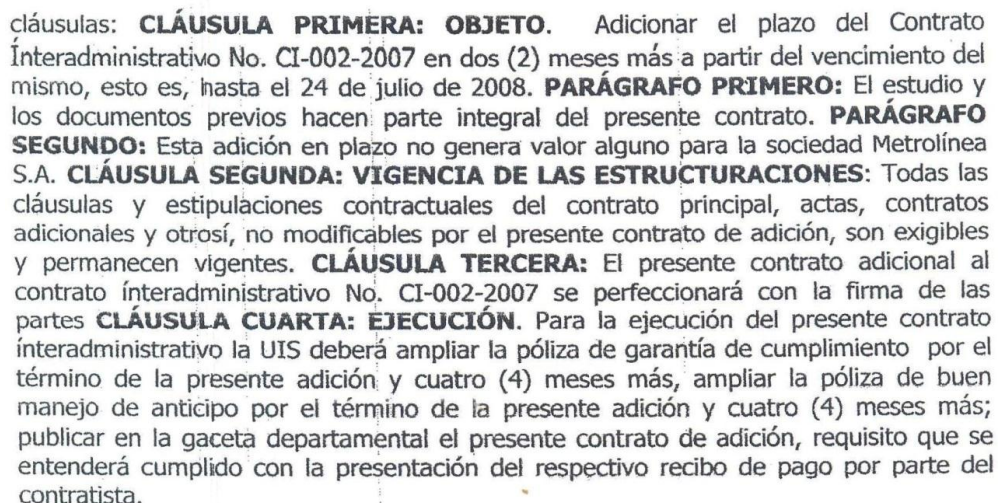 cláusulas: CLÁUSULA PRIMERA: OBJETO. Adicionar el plazo del Contrato
Ínteradministrativo No. CI-002-2007 en dos (2) meses más a partir del vencimiento del
mismo, esto es, hasta el 24 de julio de 2008. PARÁGRAFO PRIMERO: El estudio y
los documentos previos hacen parte integral del presente contrato. PARÁGRAFO
SEGUNDO: Esta adición en plazo no genera valor alguno para la sociedad Metrolínea
S.A. CLÁUSULA SEGUNDA: VIGENCIA DE LAS ESTRUCTURACIONES: Todas las
cláusulas y estipulaciones contractuales del contrato principal, actas, contratos
adicionales y otrosí, no modificables por el presente contrato de adición, son exigibles
y permanecen vigentes. CLÁUSULA TERCERA: El presente contrato adicional al
contrato ínteradministrativo No. CI-002-2007 se perfeccionará con la firma de las
partes CLÁUSULA CUARTA: EJECUCIÓN. Para la ejecución del presente contrato
ínteradministrativo la UIS deberá ampliar la póliza de garantía de cumplimiento por el
término de la presente adición y cuatro (4) meses más, ampliar la póliza de buen
manejo de anticipo por el término de la presente adición y cuatro (4) meses más;
publicar en la gaceta departamental el presente contrato de adición, requisito que se
entenderá cumplido con la presentación del respectivo recibo de pago por parte del
contratista.